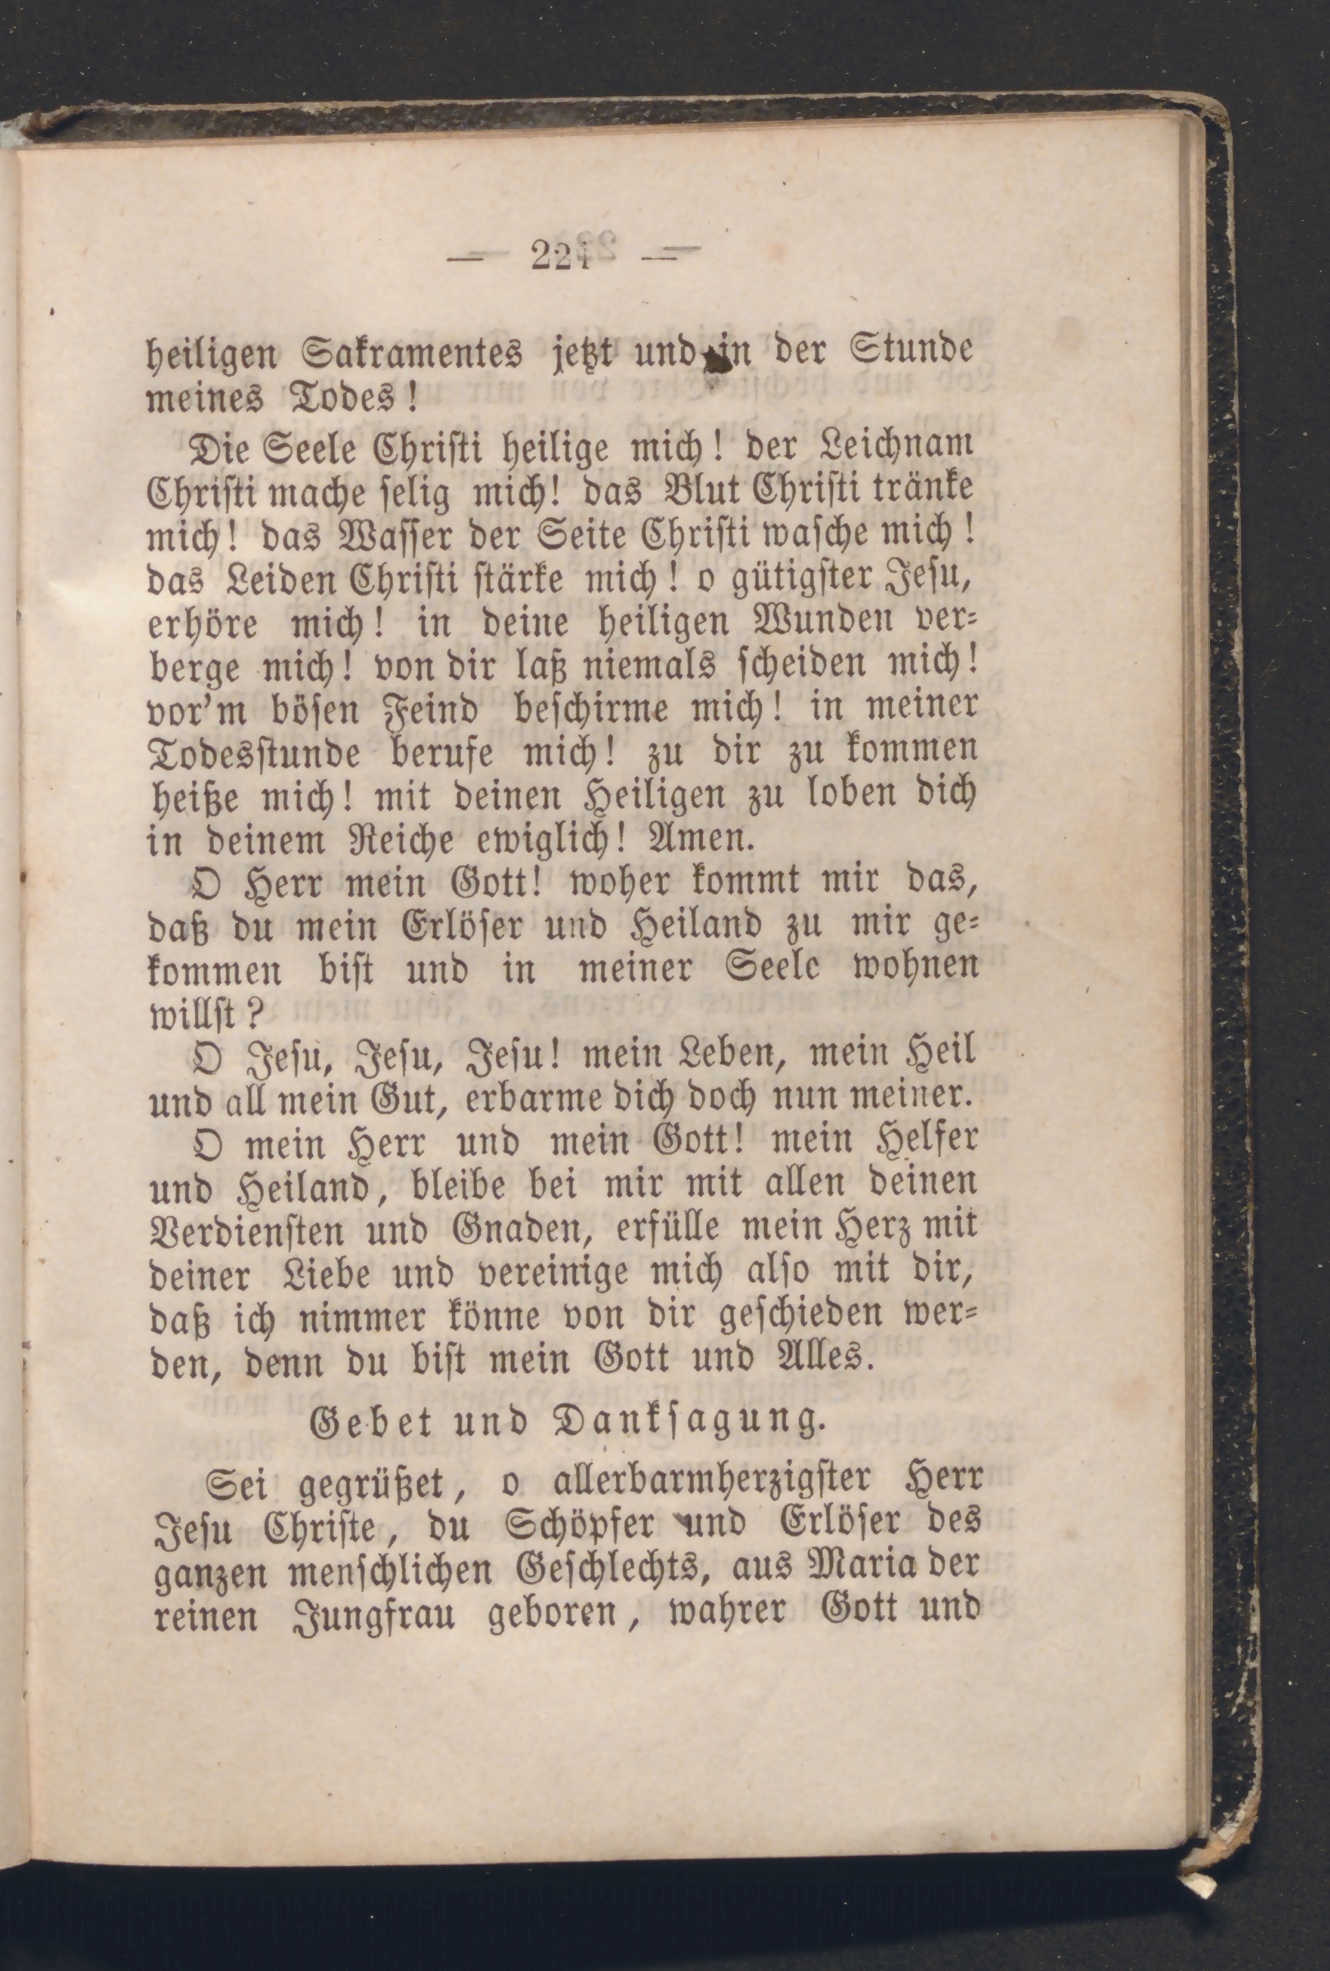 — 221 —
heiligen Sakramentes jetzt und in der Stunde
meines Todes!
Die Seele Christi heilige mich! der Leichnam
Christi mache selig mich! das Blut Christi tränke
mich! das Wasser der Seite Christi wasche mich!
das Leiden Christi stärke mich! o gütigster Jesu,
erhöre mich! in deine heiligen Wunden ver-
berge mich! von dir laß niemals scheiden mich!
vor'm bösen Feind beschirme mich! in meiner
Todesstunde berufe mich! zu dir zu kommen
heiße mich! mit deinen Heiligen zu loben dich
in deinem Reiche ewiglich! Amen.
O Herr mein Gott! woher kommt mir das,
daß du mein Erlöser und Heiland zu mir ge-
kommen bist und in meiner Seele wohnen
willst?
O Jesu, Jesu, Jesu! mein Leben, mein Heil
und all mein Gut, erbarme dich doch nun meiner.
O mein Herr und mein Gott! mein Helfer
und Heiland, bleibe bei mir mit allen deinen
Verdiensten und Gnaden, erfülle mein Herz mit
deiner Liebe und vereinige mich also mit dir,
daß ich nimmer könne von dir geschieden wer-
den, denn du bist mein Gott und Alles.
Gebet und Danksagung.
Sei gegrüßet, o allerbarmherzigster Herr
Jesu Christe, du Schöpfer und Erlöser des
ganzen menschlichen Geschlechts, aus Maria der
reinen Jungfrau geboren, wahrer Gott und